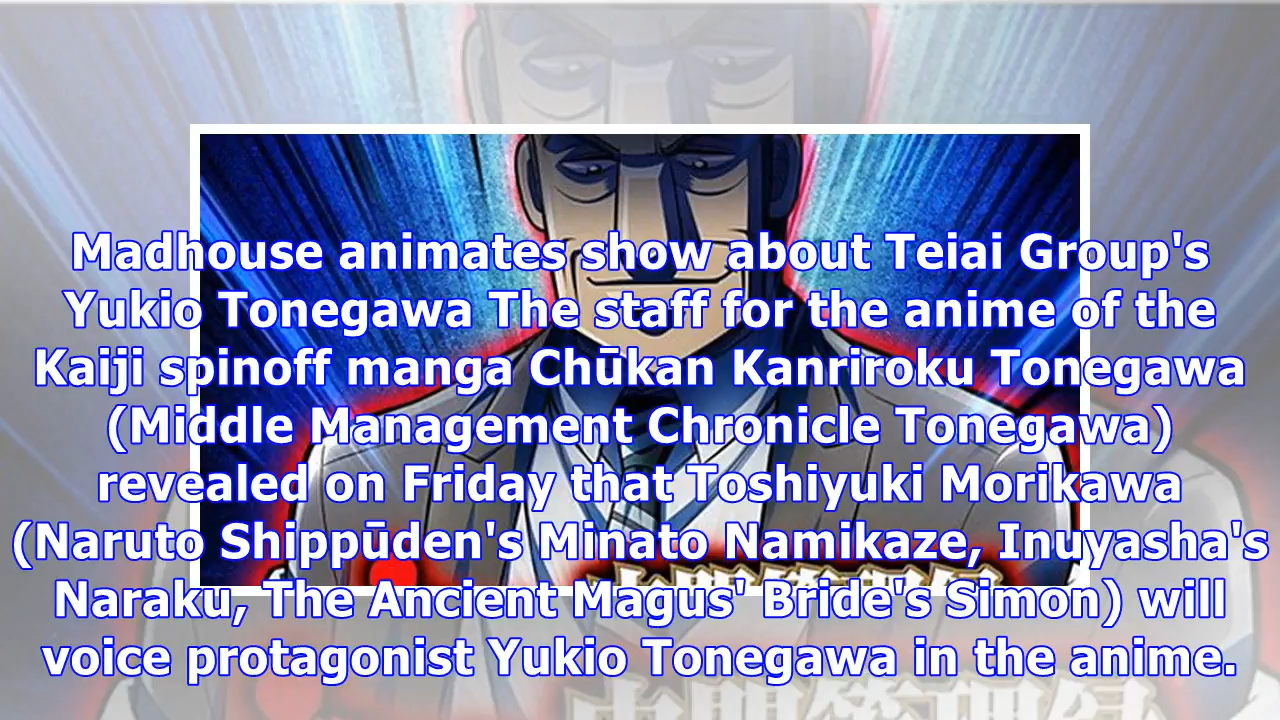 Madhouse animates show about Teiai Group's
Yukio Tonegawa The staff for the anime of the
Kaiji spinoff manga Chūkan Kanriroku Tonegawa
(Middle Management Chronicle Tonegawa)
revealed on Friday that Toshiyuki Morikawa
(Naruto Shippūden's Minato Namikaze, Inuyasha's
Naraku, The Ancient Magus' Bride's Simon) will
voice protagonist Yukio Tonegawa in the anime.